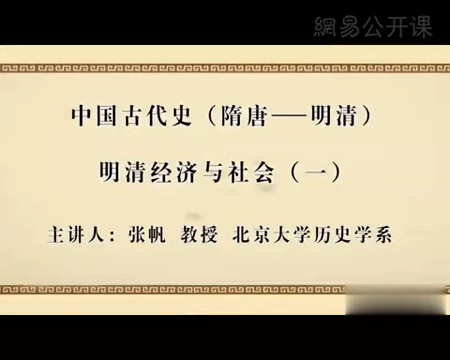 網易公开课
中国古代史（隋唐——明清）
明清经济与社会（一）
主讲人：张帆 教授 北京大学历史学系